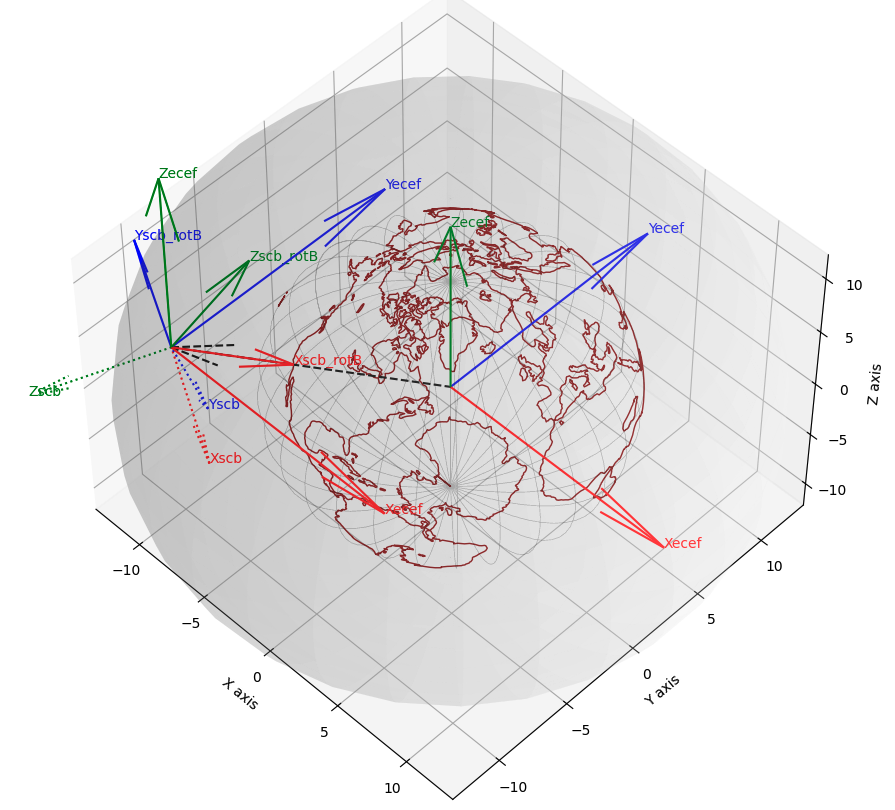 Zecef
Yecef
Zecef
Yecef
Yscb_rotB
Zscb_rotB
Xscb_rotB
Zscb
Yscb
Xscb
Xecef
Xecef
10
5
0
−5
−10
Z axis
−10
−5
0
5
10
X axis
10
5
0
−5
−10
Y axis